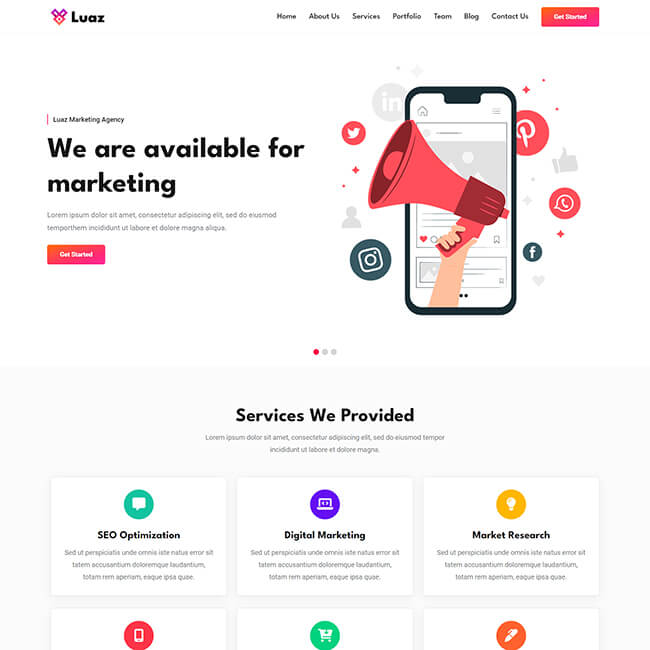 Luaz
Home About Us Services Portfolio Team Blog Contact Us Get Started
Luaz Marketing Agency
We are available for
marketing
Lorem ipsum dolor sit amet, consectetur adipiscing elit, sed do eiusmod
temporthem incididunt ut labore et dolore magna aliqua.
Get Started
in
Services We Provided
Lorem ipsum dolor sit amet, consectetur adipiscing elit, sed do eiusmod tempor
incididunt ut labore et dolore magna.
SEO Optimization
Sed ut perspiciatis unde omnis iste natus error sit
tatem accusantium doloremque laudantium,
totam rem aperiam, eaque ipsa quae.
Digital Marketing
Sed ut perspiciatis unde omnis iste natus error sit
tatem accusantium doloremque laudantium,
totam rem aperiam, eaque ipsa quae.
Market Research
Sed ut perspiciatis unde omnis iste natus error sit
tatem accusantium doloremque laudantium,
totam rem aperiam, eaque ipsa quae.